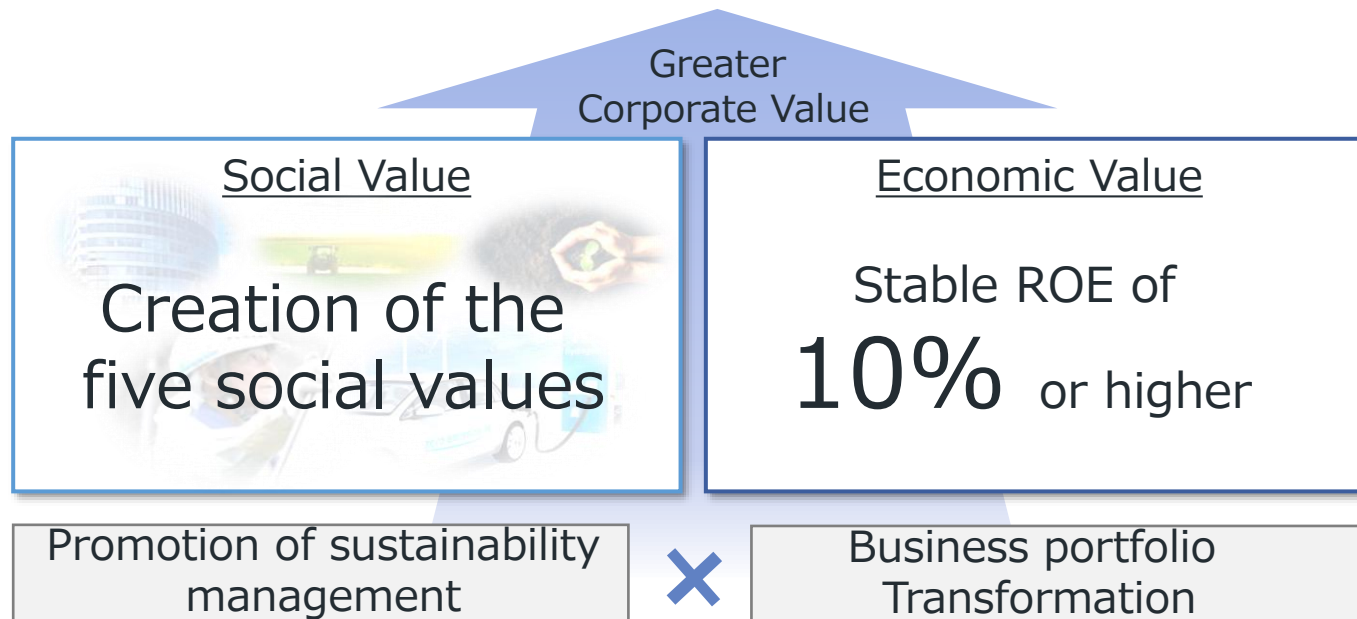 Greater
Corporate Value
Social Value
Creation of the
five social values
Economic Value
Stable ROE of
10% or higher
Promotion of sustainability
management
×
Business portfolio
Transformation